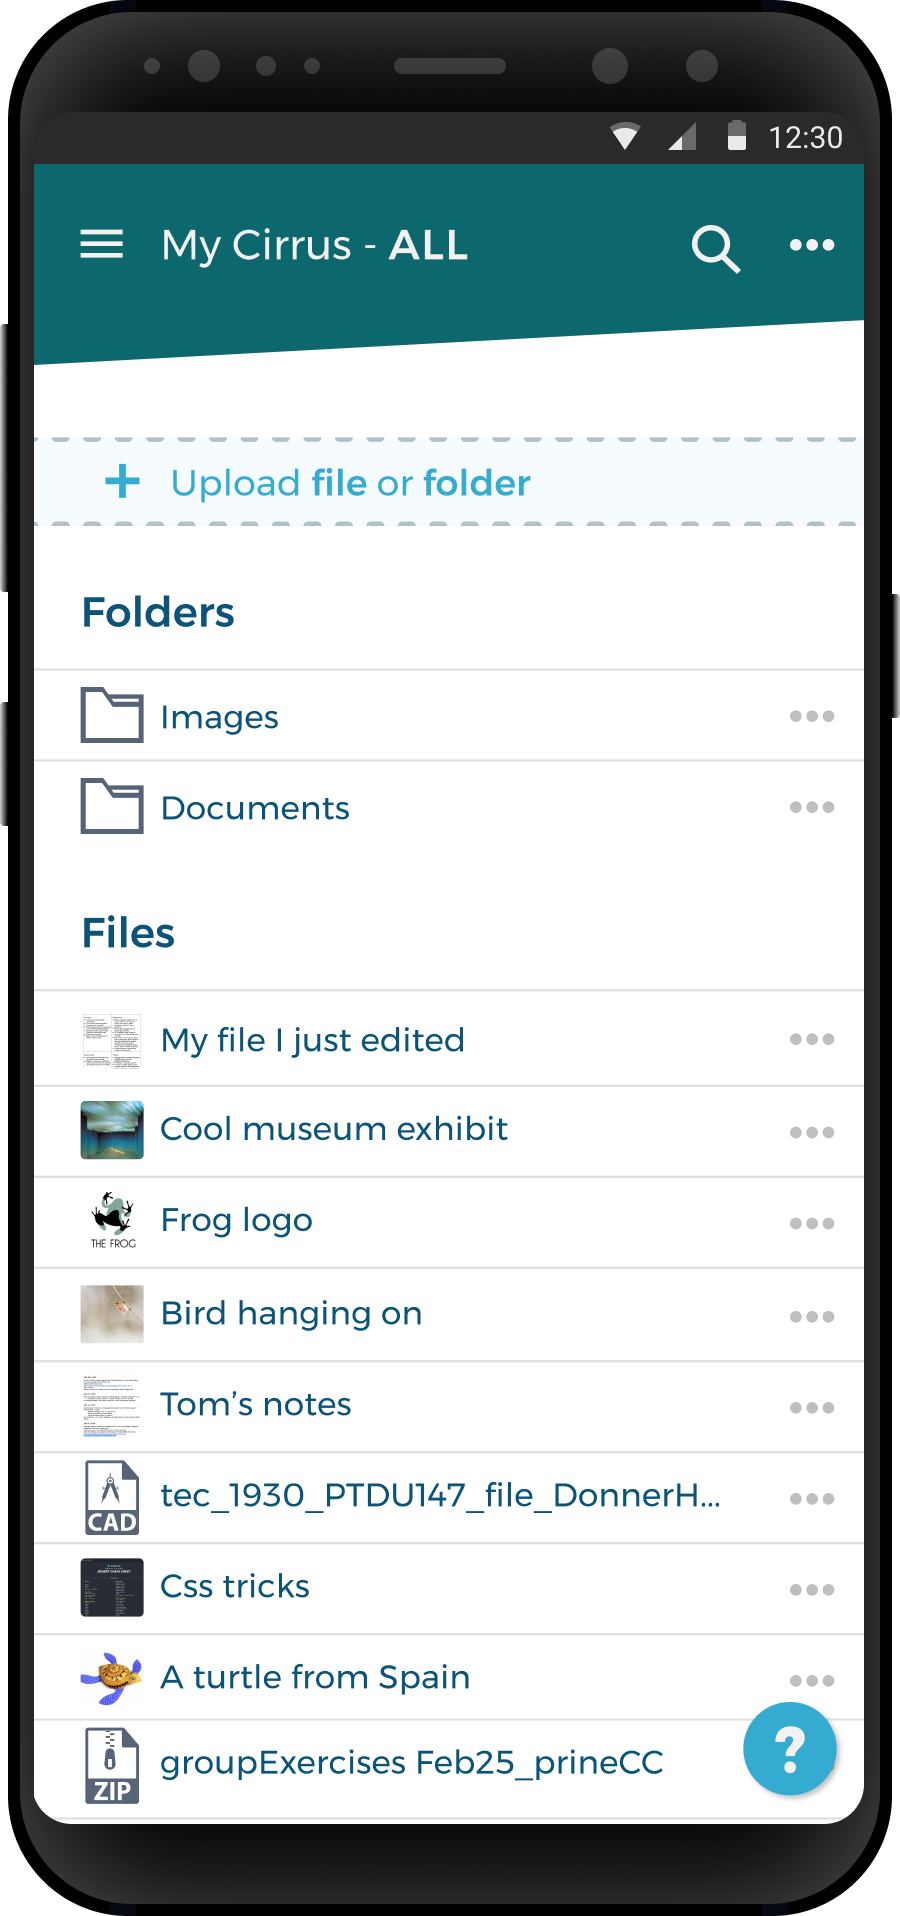 12:30
My Cirrus - ALL
Upload file or folder
Folders
Images
Documents
Files
My file I just edited
Cool museum exhibit
Frog logo
THE FROG
Bird hanging on
Tom’s notes
tec_1930_PTDU147_file_DonnerH...
CAD
Css tricks
A turtle from Spain
groupExercises Feb25_prineCC
ZIP
?